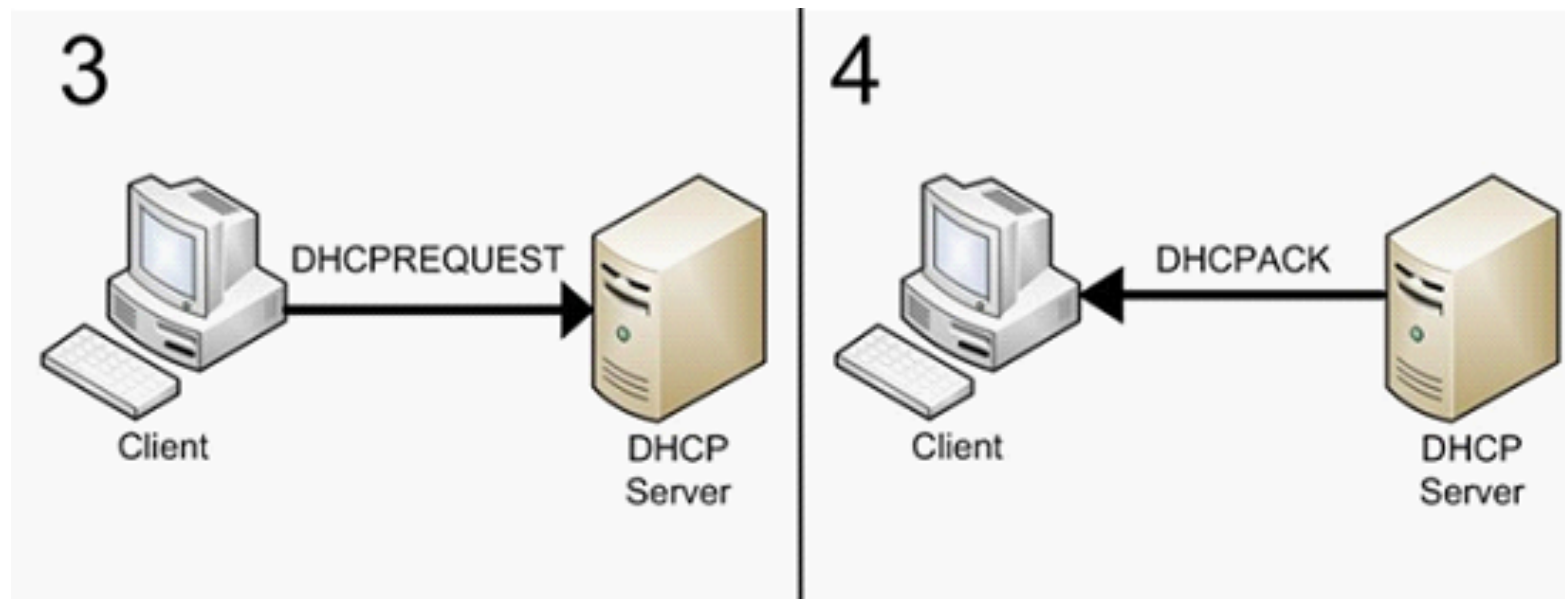 3
DHCPREQUEST
Client
DHCP
Server
4
DHCPACK
Client
DHCP
Server